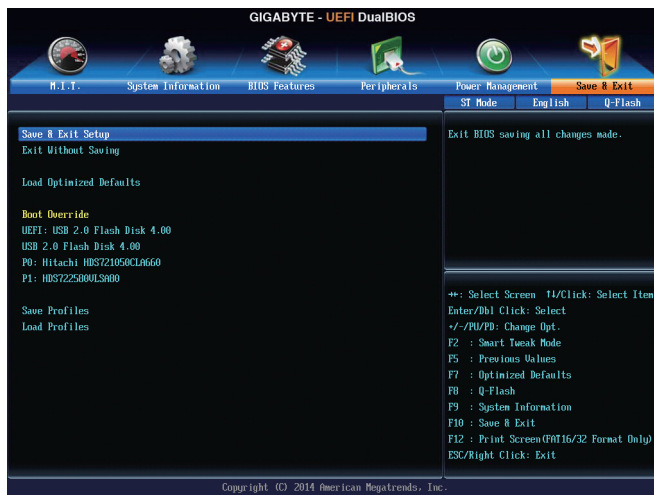 GIGABYTE - UEFI DualBIOS
M.I.T.
System Information
BIOS Features
Peripherals
Power Management
Save & Exit
ST Mode
English
Q-Flash
Save & Exit Setup
Exit Without Saving
Load Optimized Defaults
Boot Override
UEFI: USB 2.0 Flash Disk 4.00
USB 2.0 Flash Disk 4.00
P0: Hitachi HDS721050CLA660
P1: HDS722580VLSA80
Save Profiles
Load Profiles
Exit BIOS saving all changes made.
→←: Select Screen ↑↓/Click: Select Item
Enter/Dbl Click: Select
+/-/PU/PD: Change Opt.
F2 : Smart Tweak Mode
F5 : Previous Values
F7 : Optimized Defaults
F8 : Q-Flash
F9 : System Information
F10 : Save & Exit
F12 : Print Screen(FAT16/32 Format Only)
ESC/Right Click: Exit
Copyright (C) 2014 American Megatrends, Inc.